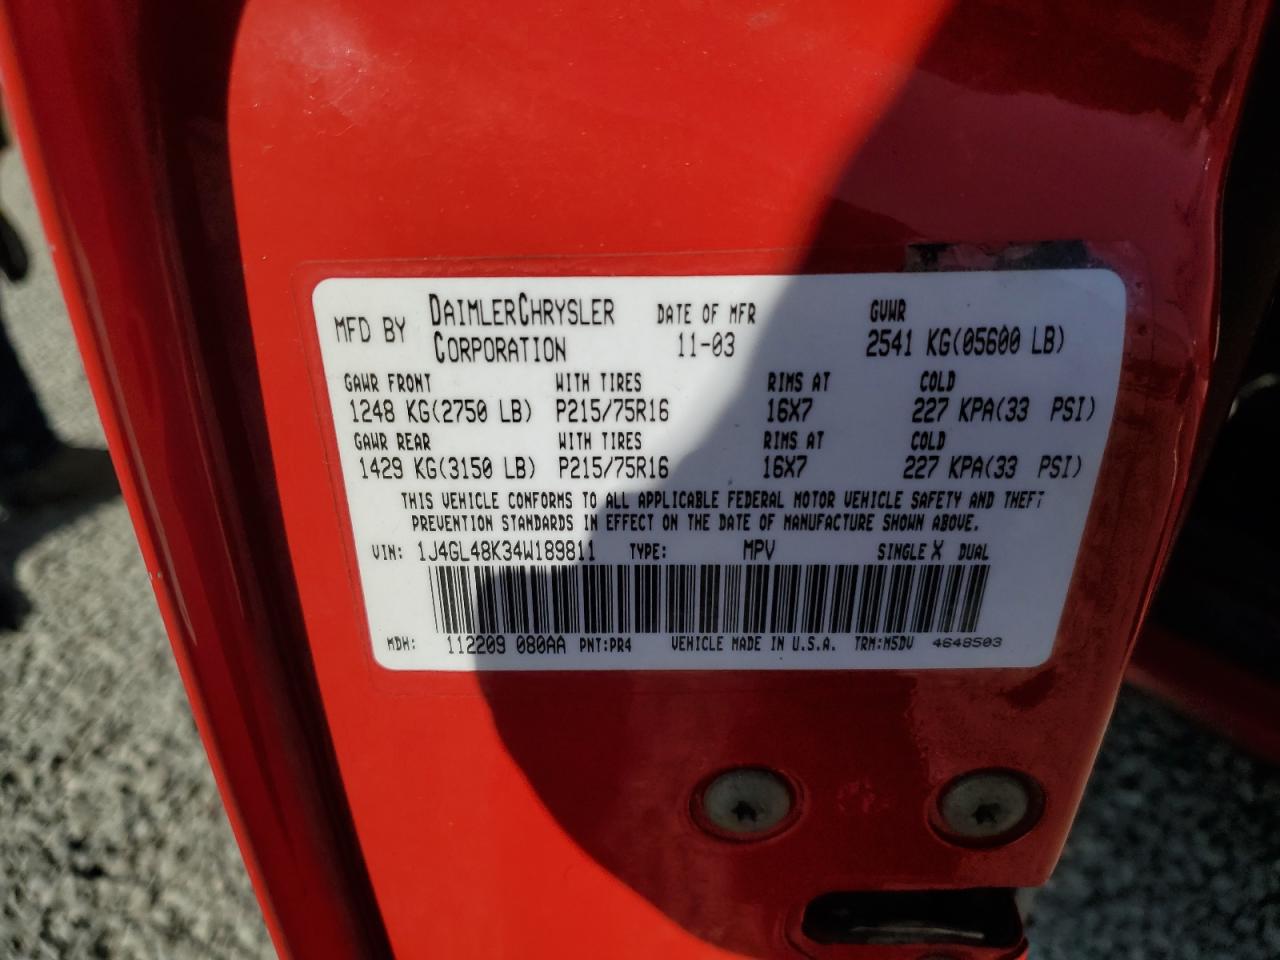 MFD BY DAIMLERCHRYSLER CORPORATION DATE OF MFR 11-03 GVWR 2541 KG(05600 LB)
GAWR FRONT WITH TIRES RIMS AT COLD
1248 KG(2750 LB) P215/75R16 16X7 227 KPA(33 PSI)
GAWR REAR WITH TIRES RIMS AT COLD
1429 KG(3150 LB) P215/75R16 16X7 227 KPA(33 PSI)
THIS VEHICLE CONFORMS TO ALL APPLICABLE FEDERAL MOTOR VEHICLE SAFETY AND THEFT
PREVENTION STANDARDS IN EFFECT ON THE DATE OF MANUFACTURE SHOWN ABOVE.
VIN: 1J4GL48K34W189811 TYPE: MPV SINGLE X DUAL
MDH: 112209 080AA PNT:PR4 VEHICLE MADE IN U.S.A. TRM:M5DV 4648503